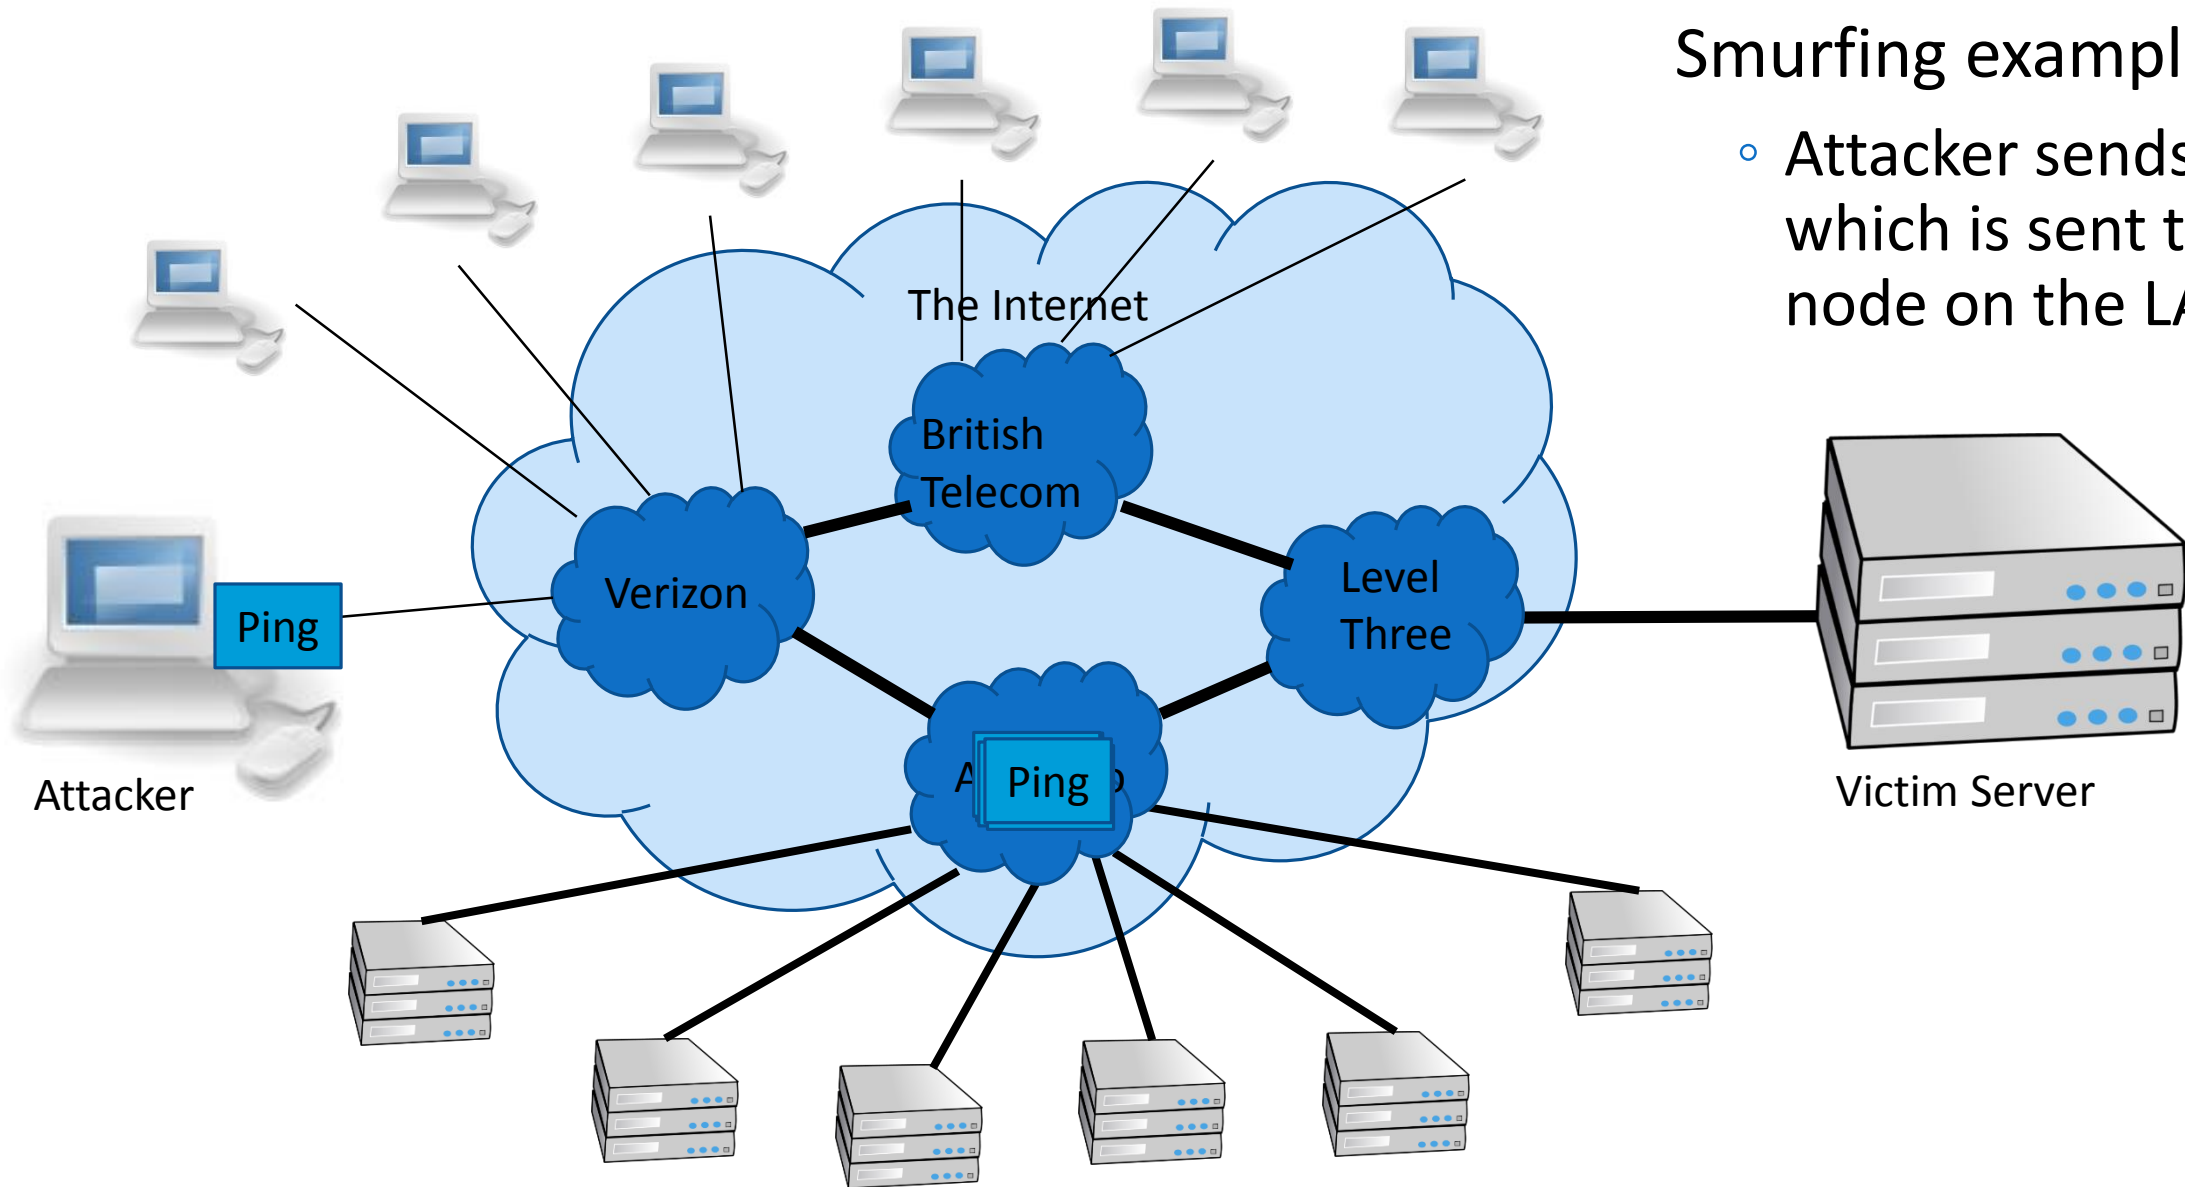 Smurfing exampl
Attacker sends
which is sent t
node on the LA
The Internet
British
Telecom
Verizon
Level
Three
Ping
Ping
Attacker
Victim Server